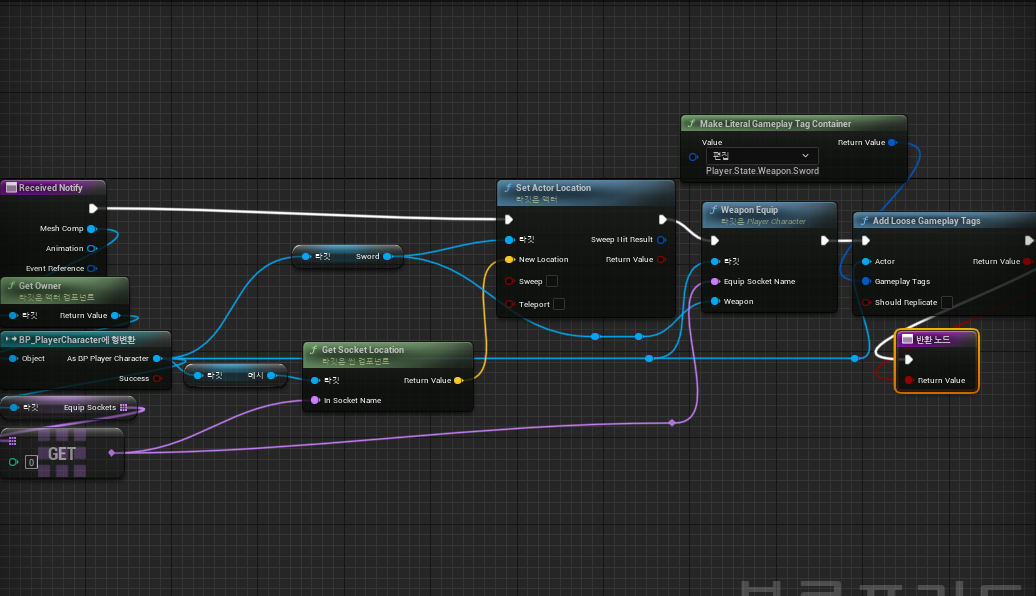 Make Literal Gameplay Tag Container
Value
Return Value
편집
Player.State.Weapon.Sword
Received Notify
Mesh Comp
Animation
Event Reference
Get Owner
타깃은 액터 컴포넌트
타깃
Return Value
BP_PlayerCharacter에 형변환
Object
As BP Player Character
Success
타깃
Equip Sockets
GET
0
타깃
Sword
타깃
메시
Get Socket Location
타깃은 씬 컴포넌트
타깃
Return Value
In Socket Name
Set Actor Location
타깃은 액터
타깃
Sweep Hit Result
New Location
Return Value
Sweep
Teleport
Weapon Equip
타깃은 Player Character
타깃
Equip Socket Name
Weapon
Add Loose Gameplay Tags
Actor
Return Value
Gameplay Tags
Should Replicate
반환 노드
Return Value